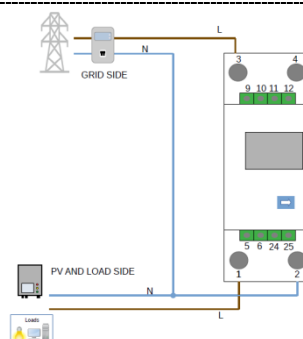 L
N
GRID SIDE
3 4
9 10 11 12
5 6 24 25
1 2
PV AND LOAD SIDE
N
L
Loads